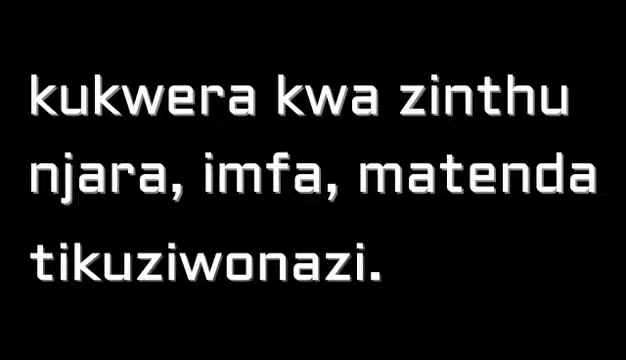 kukwera kwa zinthu
njara, imfa, matenda
tikuziwonazi.